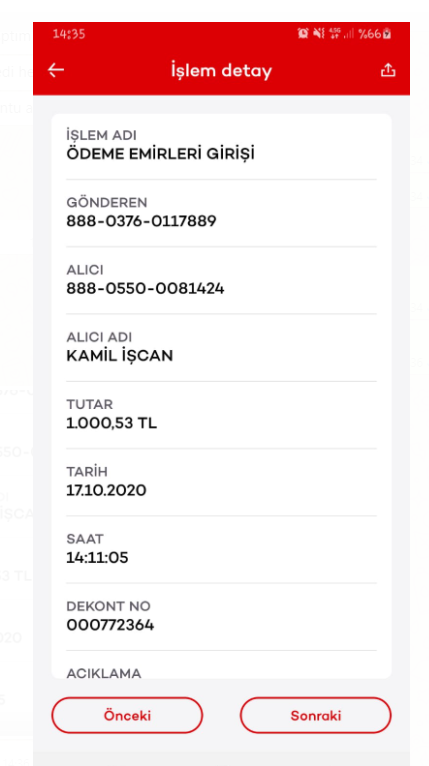 14:35
%66
İşlem detay
İŞLEM ADI
ÖDEME EMİRLERİ GİRİŞİ
GÖNDEREN
888-0376-0117889
ALICI
888-0550-0081424
ALICI ADI
KAMİL İŞCAN
TUTAR
1.000,53 TL
TARİH
17.10.2020
SAAT
14:11:05
DEKONT NO
000772364
AÇIKLAMA
Önceki
Sonraki